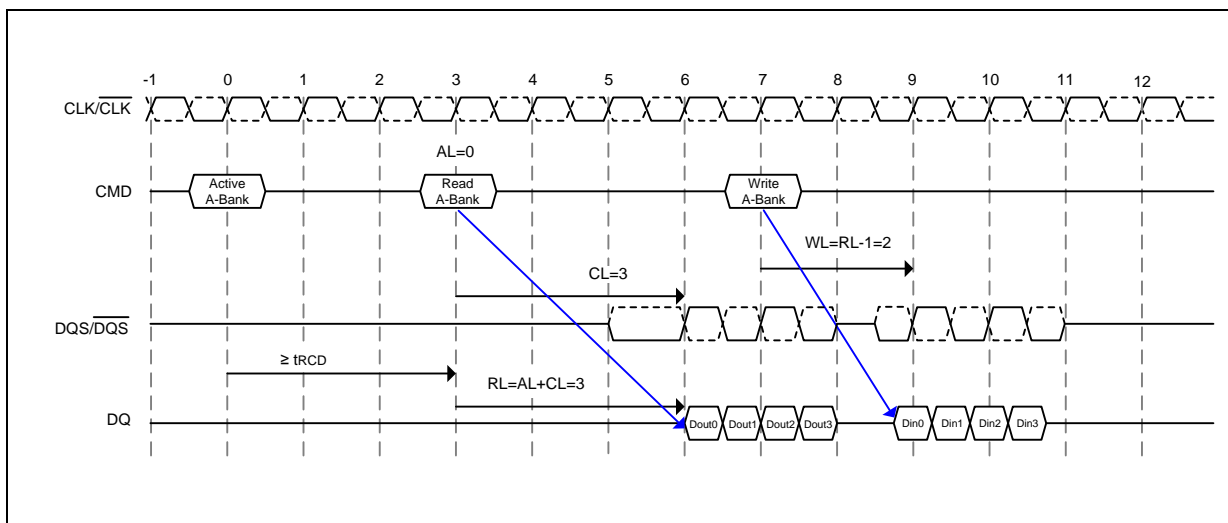 -1 0 1 2 3 4 5 6 7 8 9 10 11 12
CLK/CLK
AL=0
CMD
Active
A-Bank
Read
A-Bank
Write
A-Bank
WL=RL-1=2
CL=3
DQS/DQS
≥ tRCD
RL=AL+CL=3
DQ
Dout0 Dout1 Dout2 Dout3 Din0 Din1 Din2 Din3